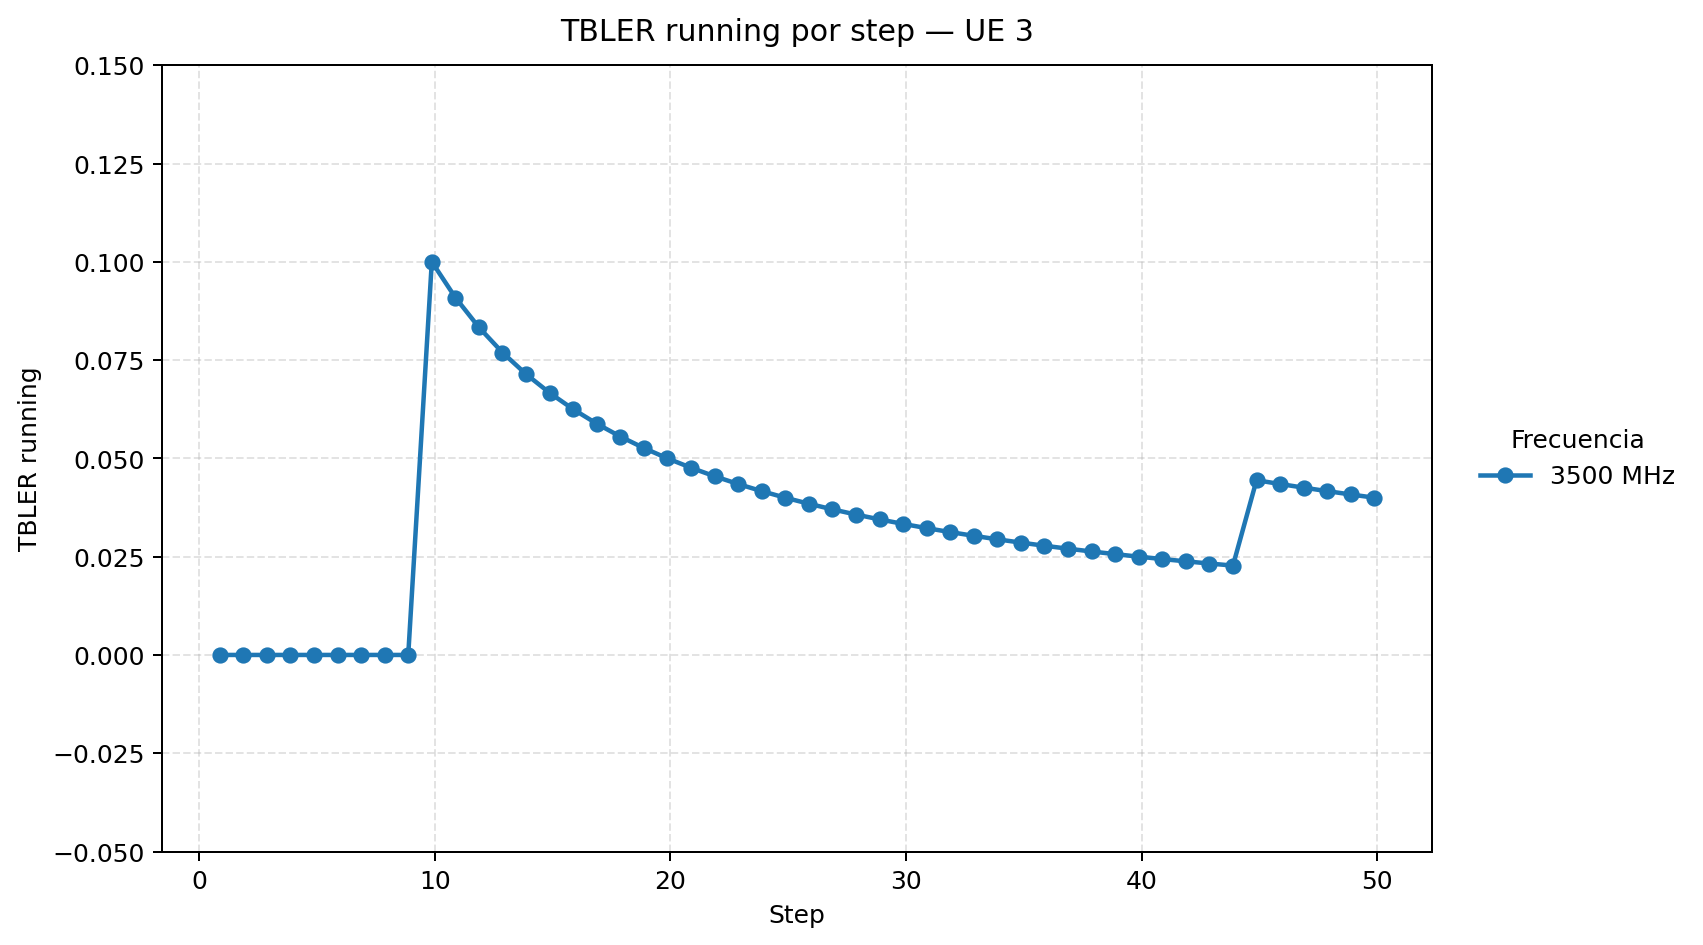 TBLER running por step — UE 3
0.150
0.125
0.100
0.075
0.050
0.025
0.000
−0.025
−0.050
TBLER running
0 10 20 30 40 50
Step
Frecuencia
3500 MHz